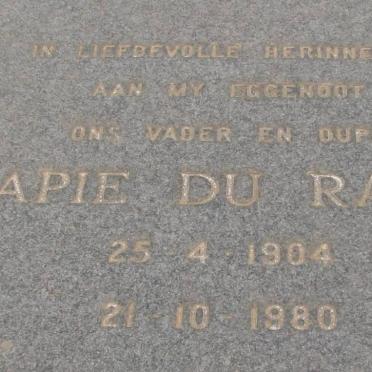 IN LIEFDEVOLLE HERINNE
AAN MY EGGENOOT
ONS VADER EN OUP
APIE DU RA
25-4-1904
21-10-1980